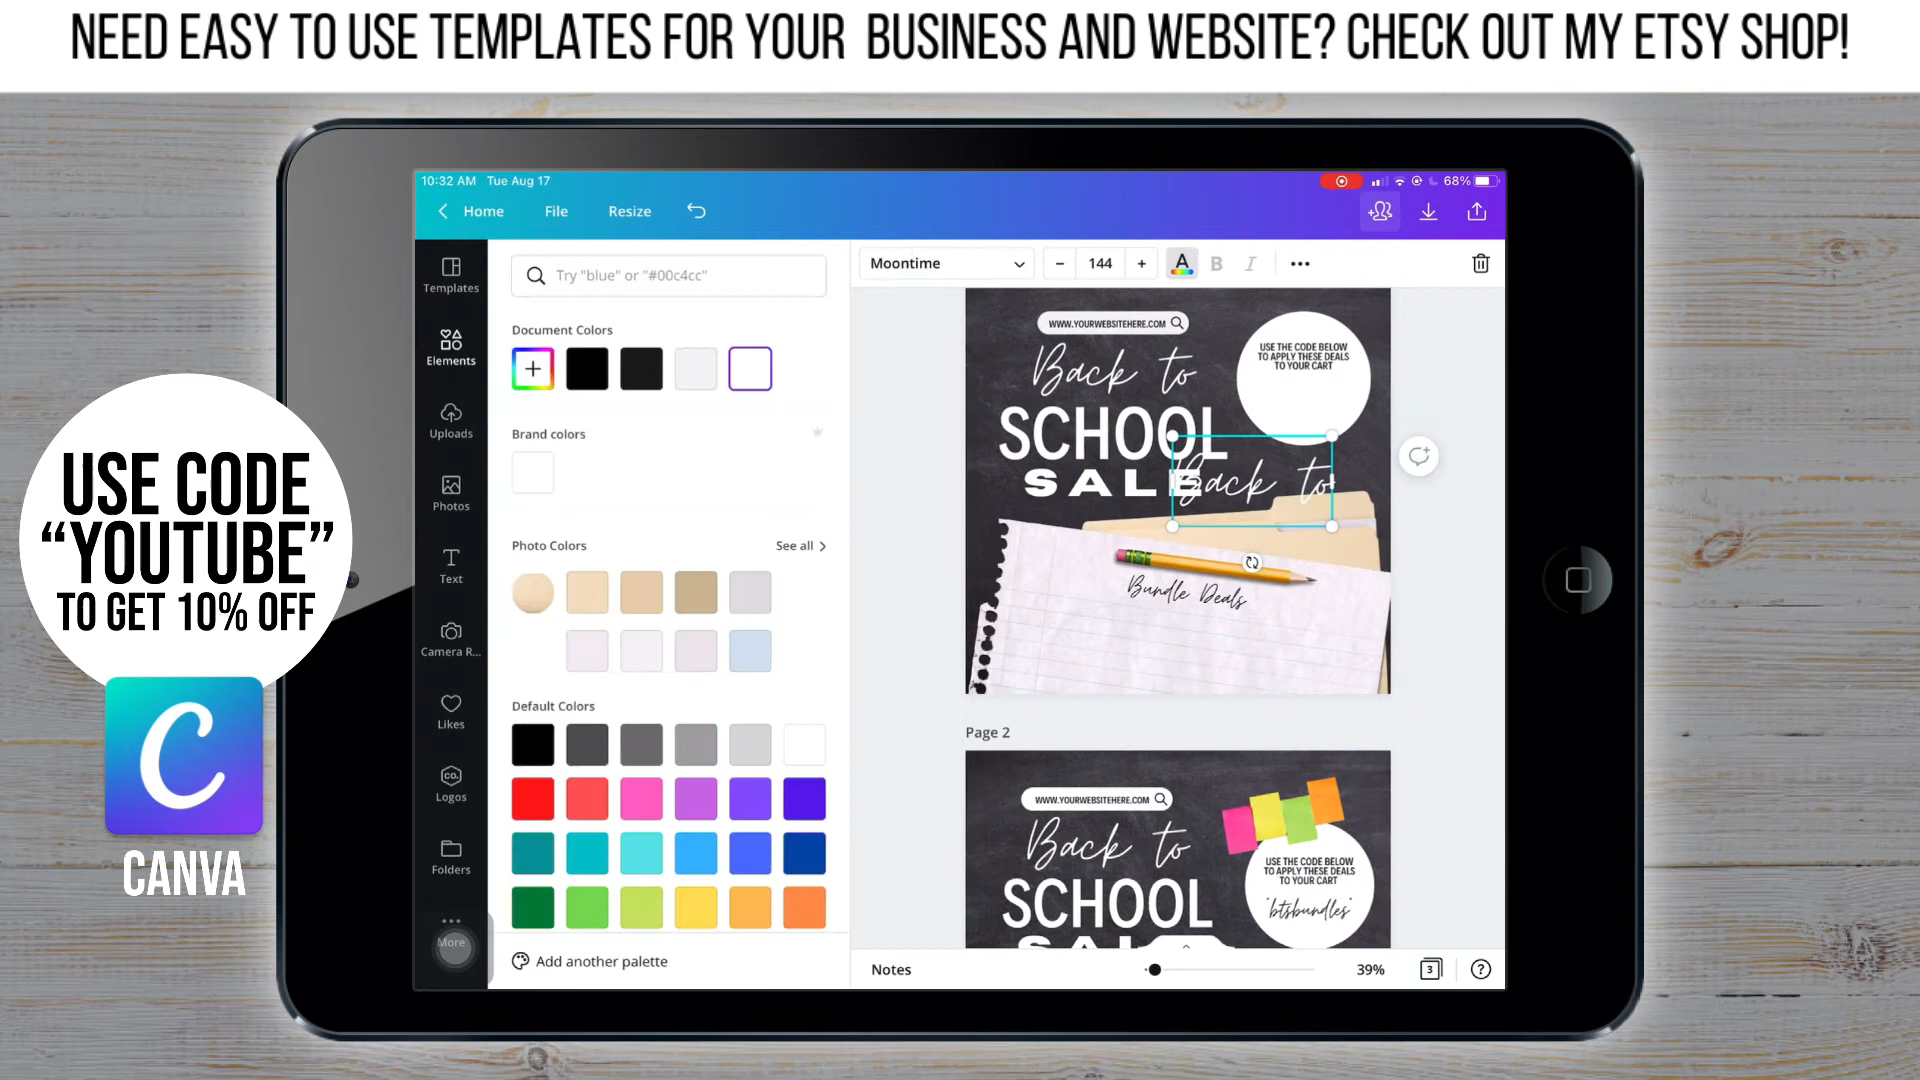 NEED EASY TO USE TEMPLATES FOR YOUR BUSINESS AND WEBSITE? CHECK OUT MY ETSY SHOP!
USE CODE
“YOUTUBE”
TO GET 10% OFF
C
CANVA
10:32 AM Tue Aug 17
68%
Home File Resize
Templates
Elements
Uploads
Photos
Text
Camera R...
Likes
CO.
Logos
Folders
More
Try "blue" or "#00c4cc"
Document Colors
Brand colors
Photo Colors See all
Default Colors
Add another palette
Moontime − 144 + A B I
WWW.YOURWEBSITEHERE.COM
Back to
SCHOOL
SALE
USE THE CODE BELOW
TO APPLY THESE DEALS
TO YOUR CART
Back to
Bundle Deals
Page 2
WWW.YOURWEBSITEHERE.COM
Back to
SCHOOL
SALE
USE THE CODE BELOW
TO APPLY THESE DEALS
TO YOUR CART
"btsbundles"
Notes 39% 3 ?